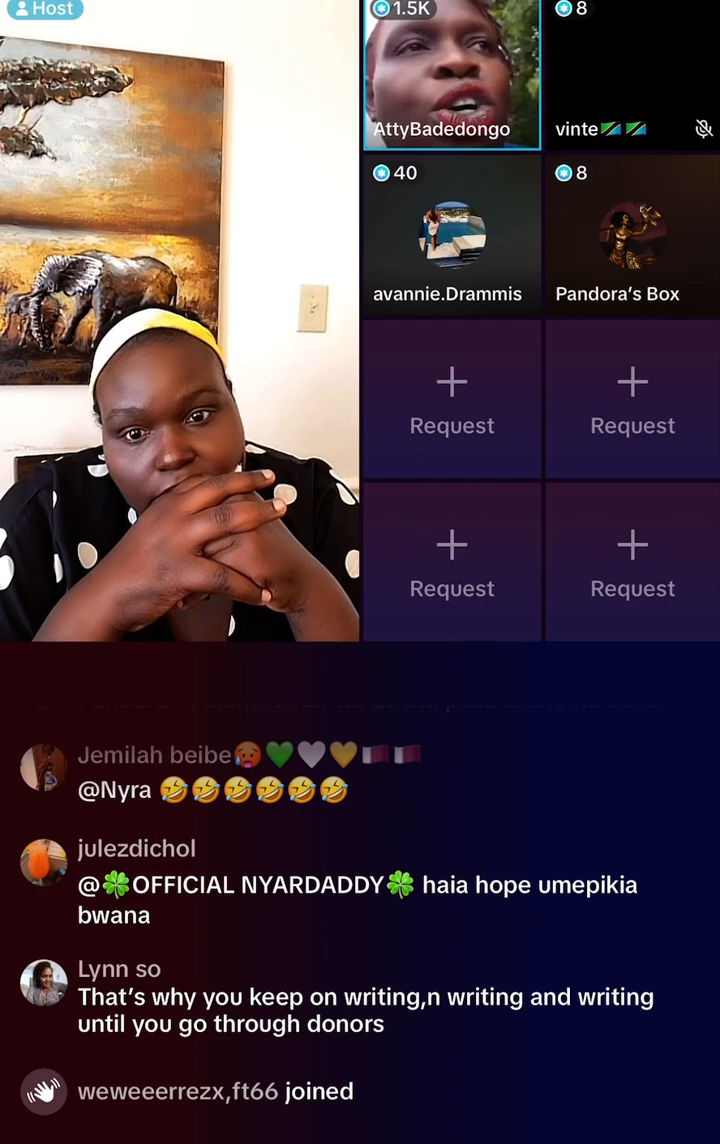 Host
1.5K
8
AttyBadedongo
vinte🇹🇿🇹🇿
40
8
avannie.Drammis
Pandora's Box
Request
Request
Request
Request
Jemilah beibe🥵💚🤍💛🇶🇦🇶🇦
@Nyra 🤣🤣🤣🤣🤣🤣
julezdichol
@🍀OFFICIAL NYARDADDY🍀 haia hope umepikia
bwana
Lynn so
That's why you keep on writing,n writing and writing
until you go through donors
weweeerrezx,ft66 joined